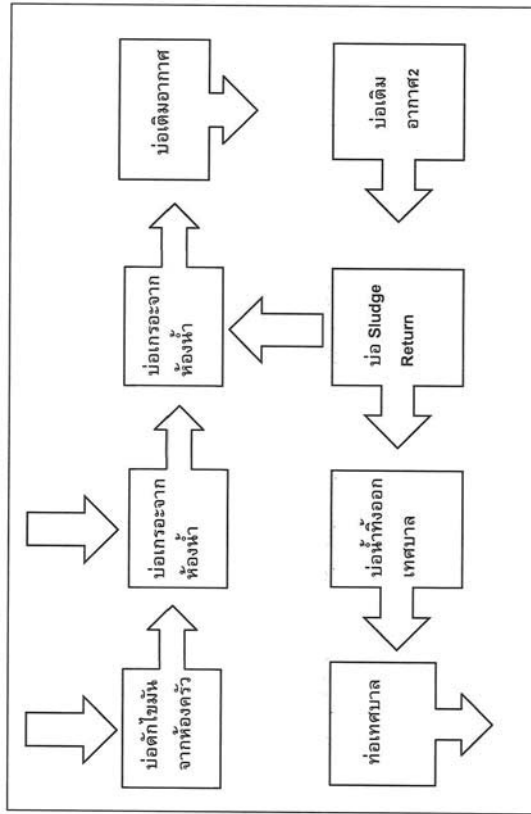 บ่อดักไขมัน
จากห้องครัว
บ่อเกรอะจาก
ห้องน้ำ
บ่อเกรอะจาก
ห้องน้ำ
บ่อเติมอากาศ
บ่อเติม
อากาศ2
บ่อ Sludge
Return
บ่อน้ำทิ้งออก
เทศบาล
ท่อเทศบาล